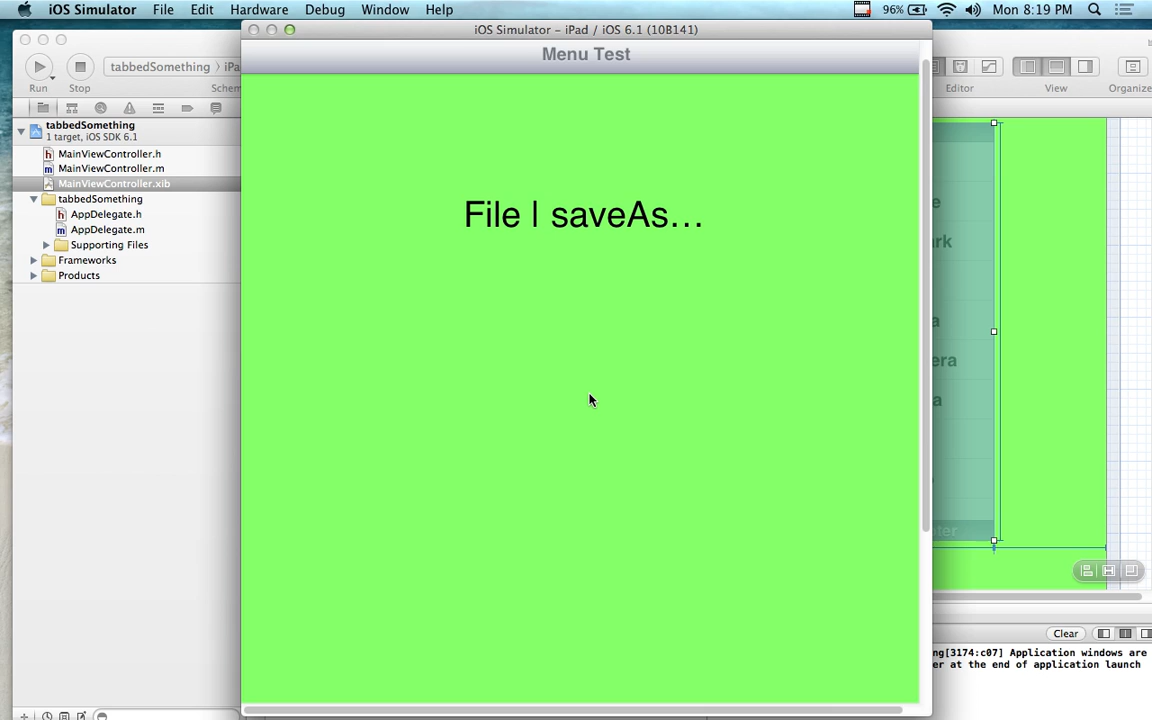 iOS Simulator File Edit Hardware Debug Window Help 96% Mon 8:19 PM
iOS Simulator – iPad / iOS 6.1 (10B141)
Menu Test
tabbedSomething
Run Stop
Editor View
tabbedSomething
1 target, iOS SDK 6.1
MainViewController.h
MainViewController.m
MainViewController.xib
tabbedSomething
AppDelegate.h
AppDelegate.m
Supporting Files
Frameworks
Products
File | saveAs...
Clear
ng[3174:c07] Application windows are
er at the end of application launch